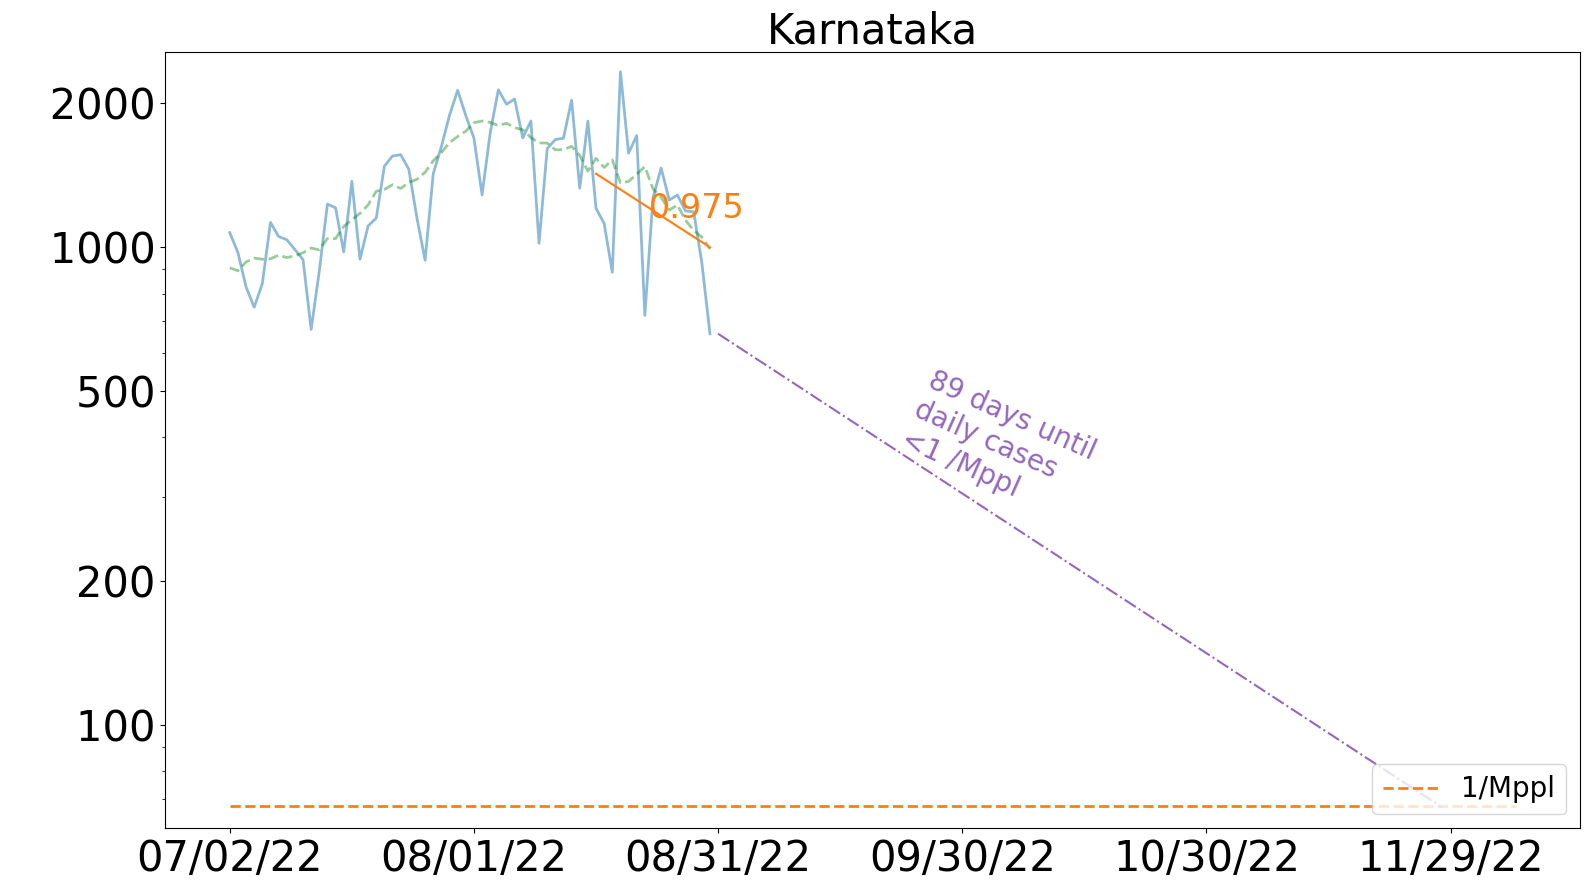 Karnataka
2000
1000
500
200
100
0.975
89 days until
daily cases
<1 /Mppl
1/Mppl
07/02/22
08/01/22
08/31/22
09/30/22
10/30/22
11/29/22